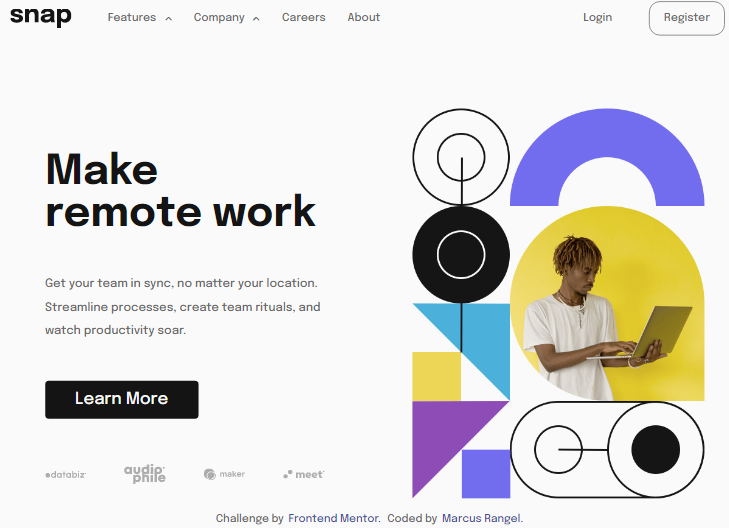 snap
Features
Company
Careers
About
Login
Register
Make
remote work
Get your team in sync, no matter your location.
Streamline processes, create team rituals, and
watch productivity soar.
Learn More
databiz
audiophile
maker
meet
Challenge by Frontend Mentor. Coded by Marcus Rangel.